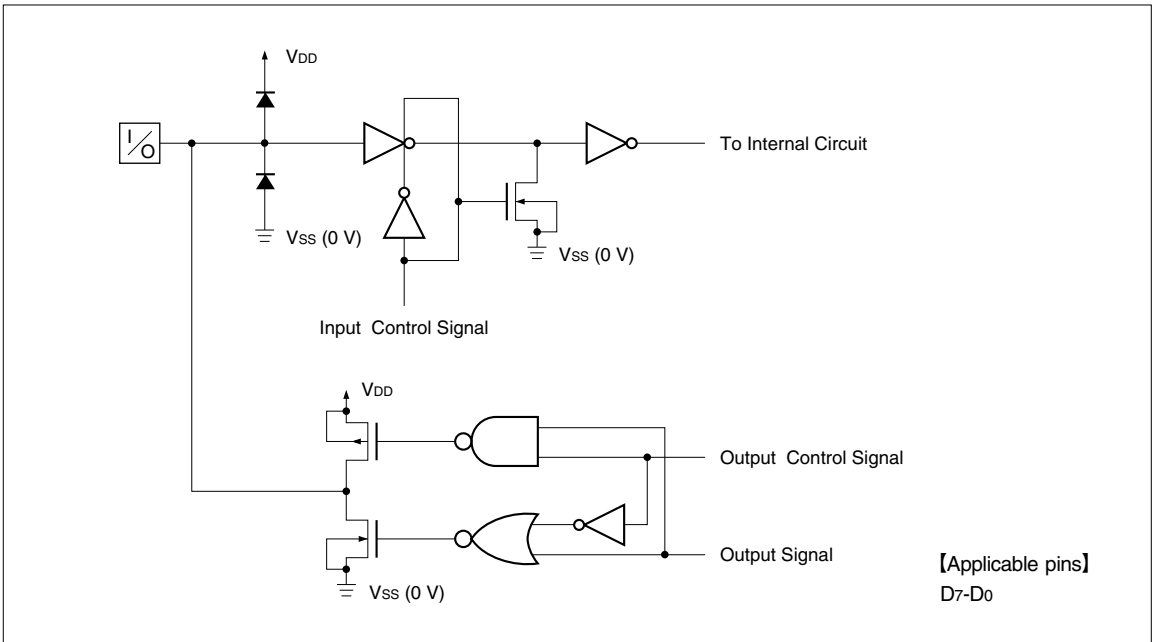 VDD
I/O
To Internal Circuit
VSS (0 V)
VSS (0 V)
Input Control Signal
VDD
Output Control Signal
Output Signal
VSS (0 V)
【Applicable pins】
D7-D0